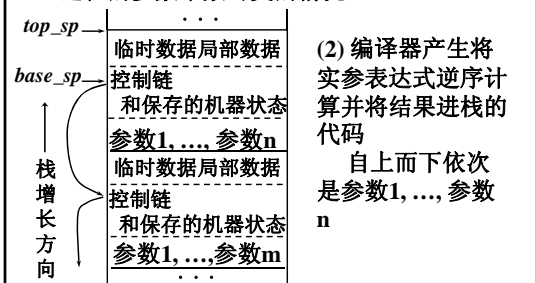 · · ·
top_sp
临时数据局部数据
base_sp
控制链
和保存的机器状态
参数1, …, 参数n
临时数据局部数据
控制链
和保存的机器状态
参数1, …,参数m
· · ·
栈
增
长
方
向
(2) 编译器产生将
实参表达式逆序计
算并将结果进栈的
代码
自上而下依次
是参数1, …, 参数
n